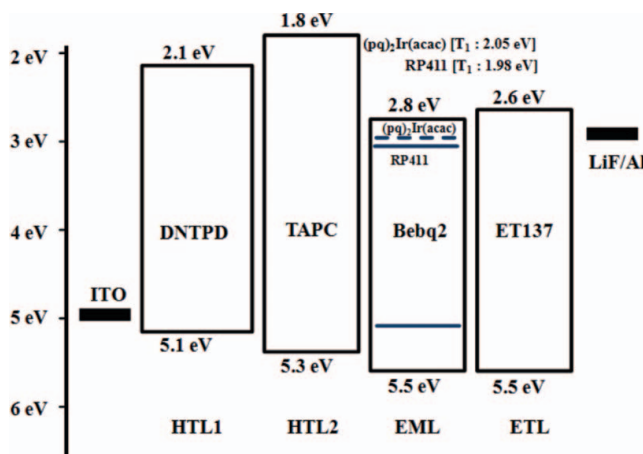 1.8 eV
(pq)₂Ir(acac) [T₁ : 2.05 eV]
2 eV
2.1 eV
RP411 [T₁ : 1.98 eV]
2.8 eV
2.6 eV
(pq)₂Ir(acac)
3 eV
RP411
LiF/Al
4 eV
DNTPD
TAPC
Bebq2
ET137
ITO
5 eV
5.1 eV
5.3 eV
5.5 eV
5.5 eV
6 eV
HTL1
HTL2
EML
ETL